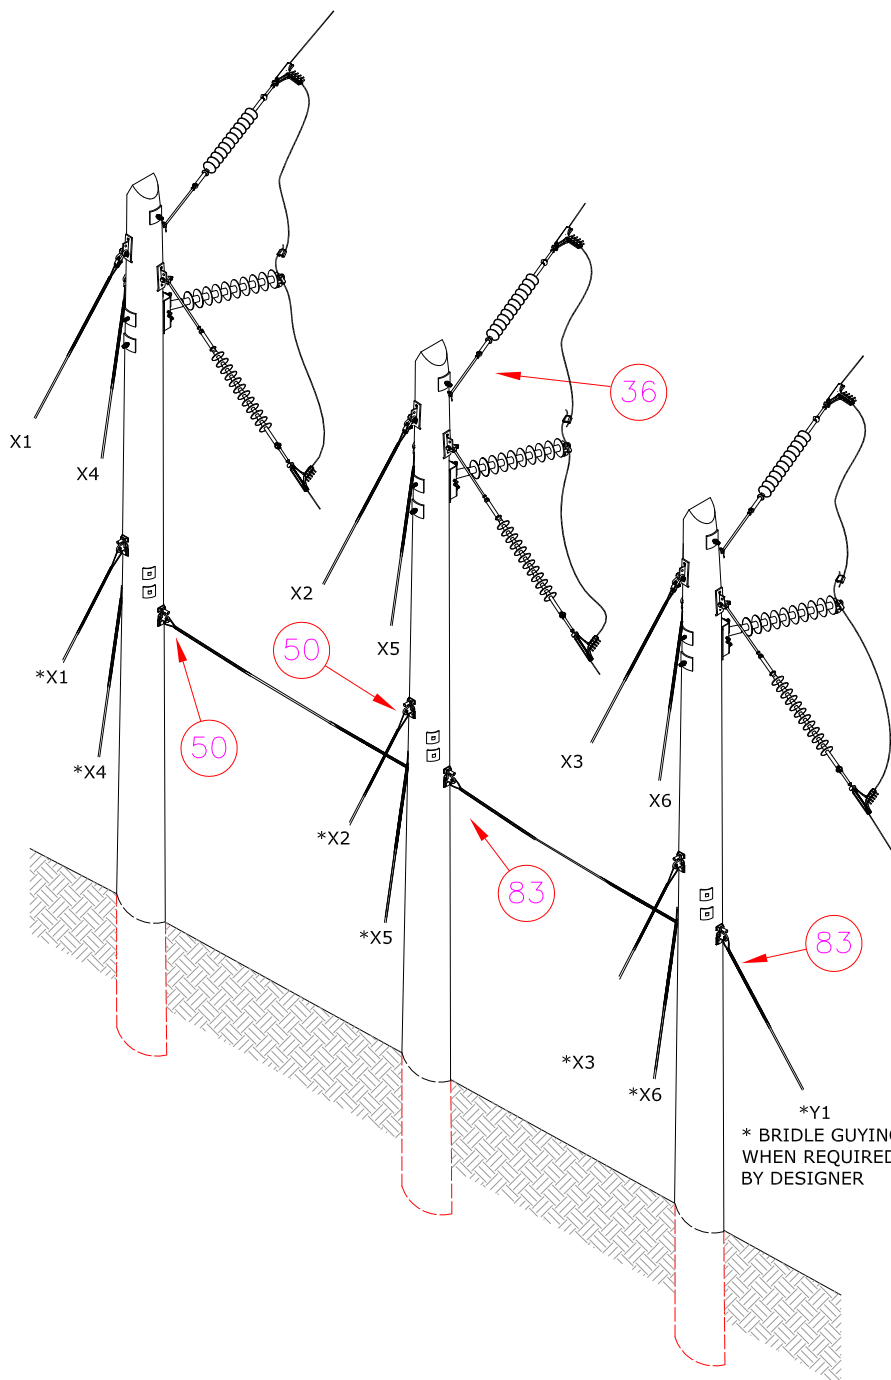 36
X1
X4
X2
X5
50
*X1
50
X3
*X4
X6
*X2
83
*X5
83
*X3
*X6
*Y1
* BRIDLE GUYING
WHEN REQUIRED
BY DESIGNER